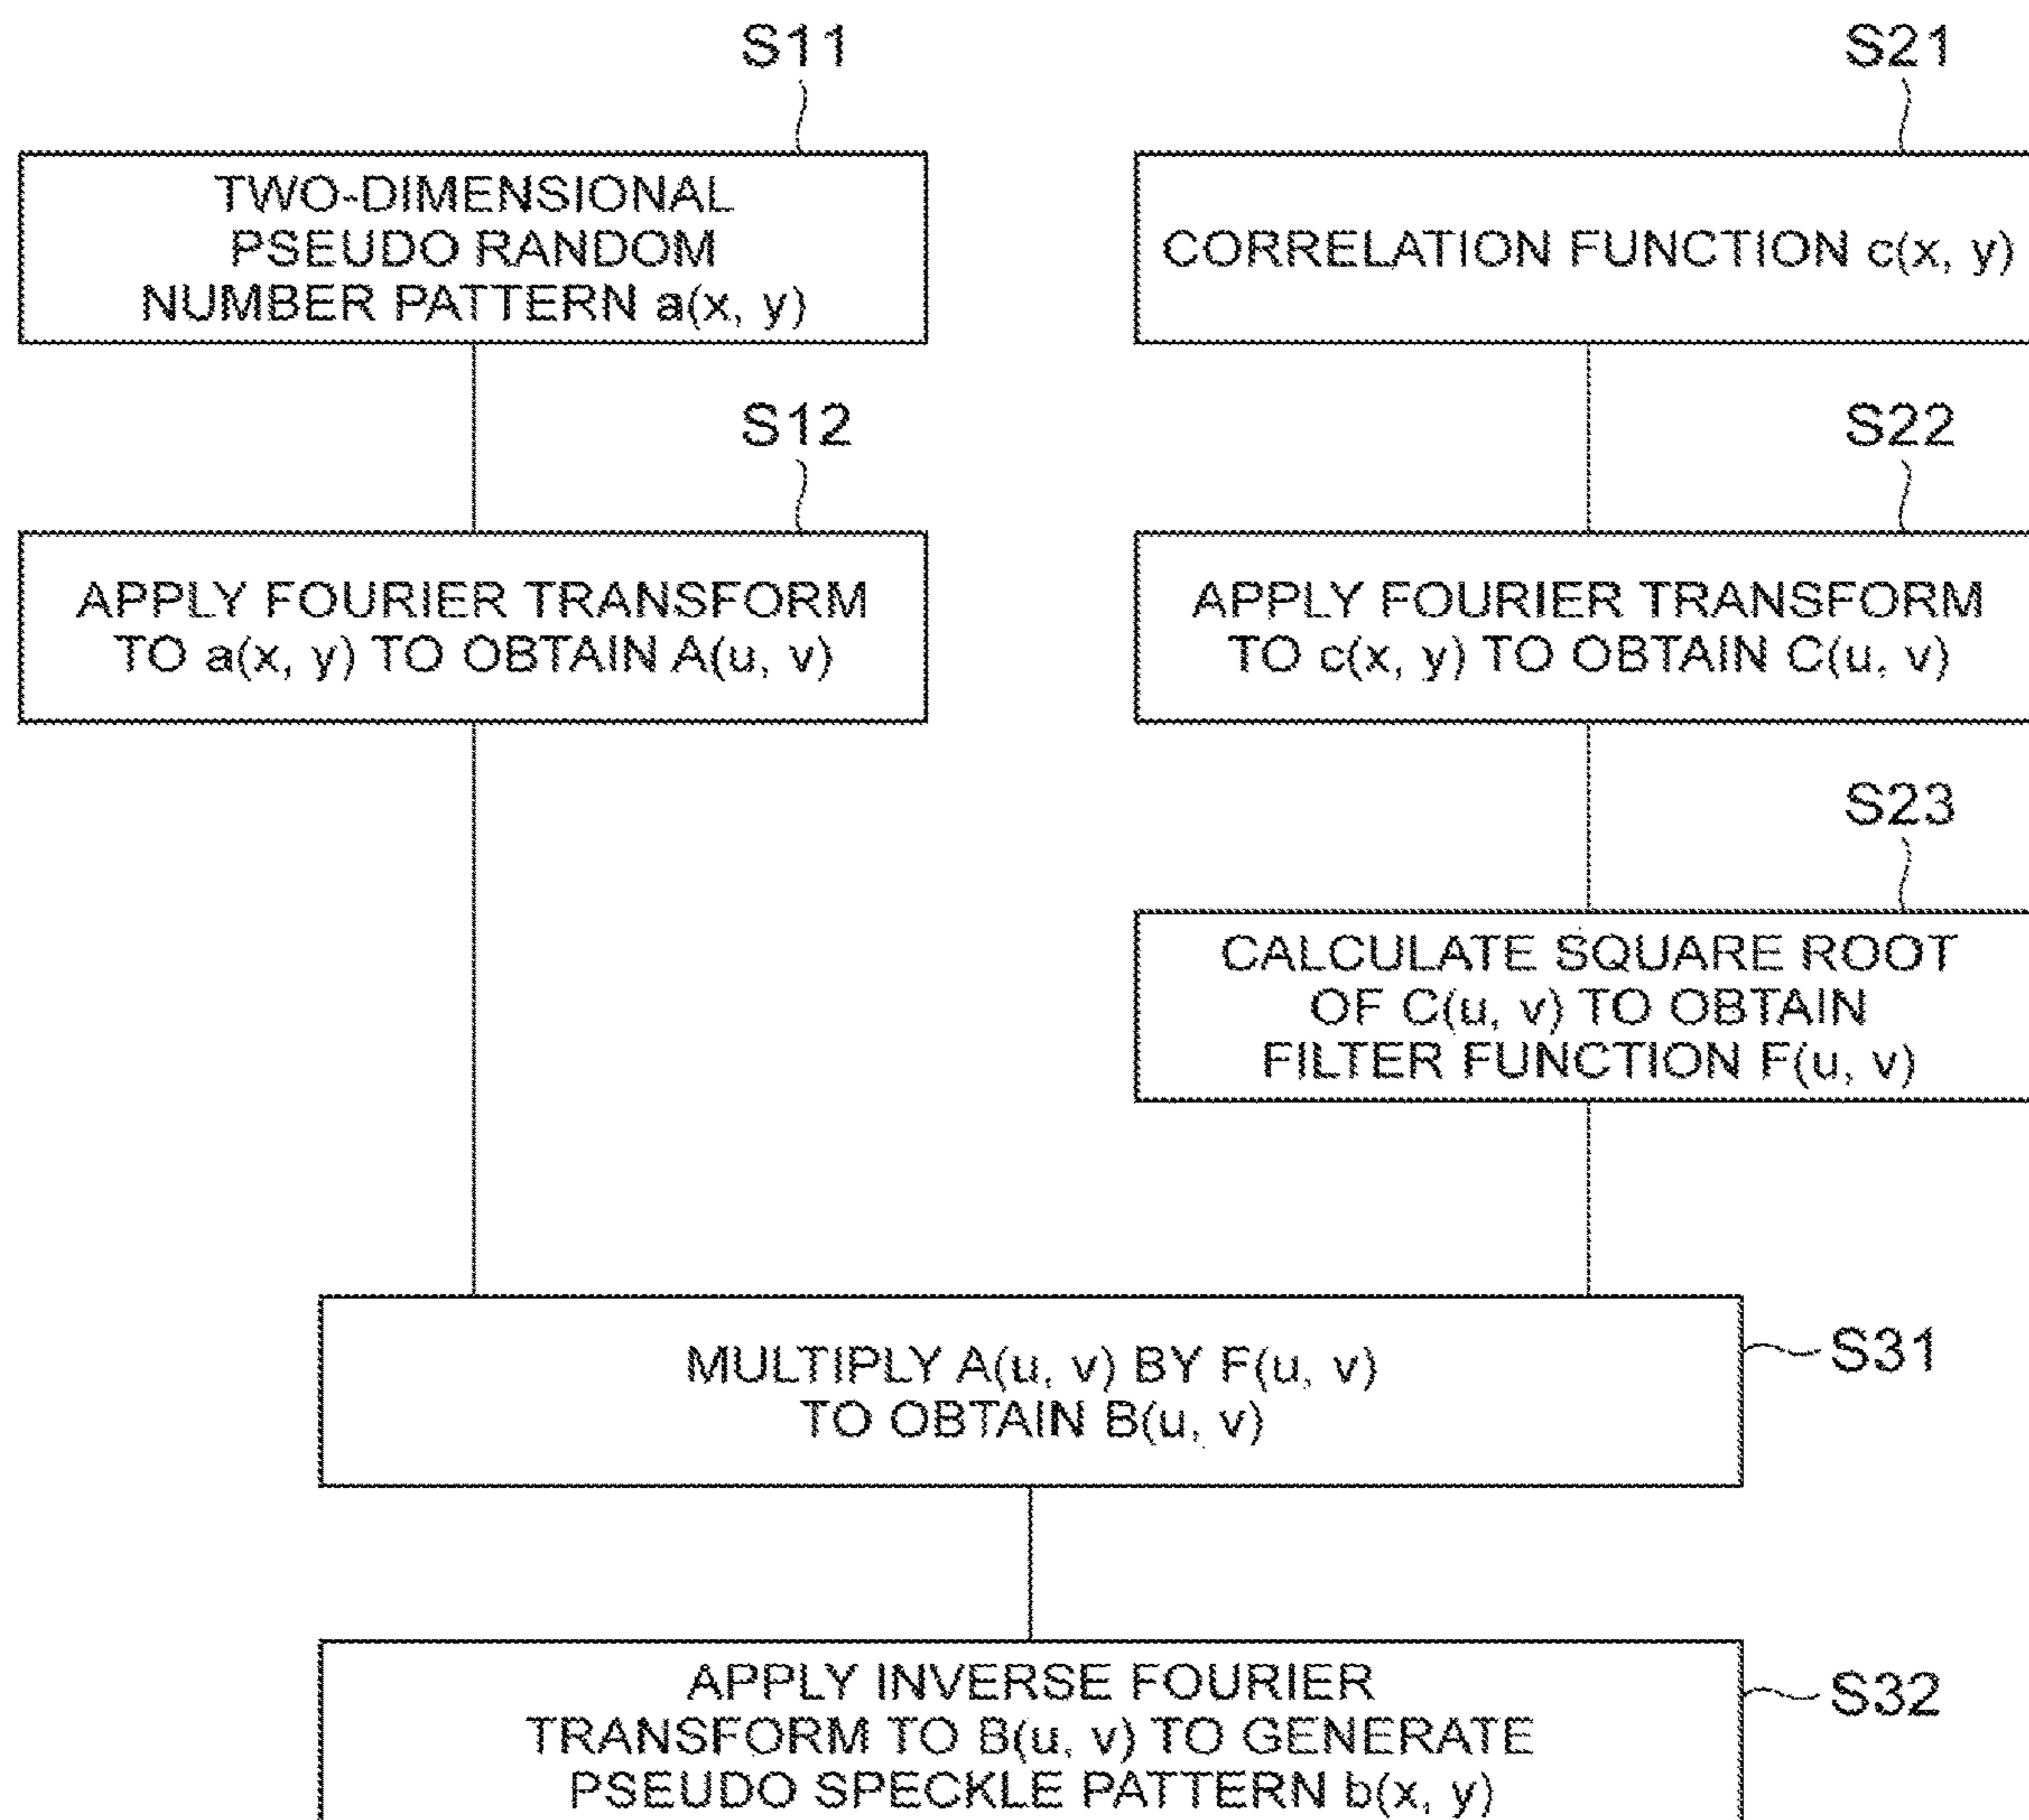 S11
TWO-DIMENSIONAL
PSEUDO RANDOM
NUMBER PATTERN a(x, y)
S12
APPLY FOURIER TRANSFORM
TO a(x, y) TO OBTAIN A(u, v)
S21
CORRELATION FUNCTION c(x, y)
S22
APPLY FOURIER TRANSFORM
TO c(x, y) TO OBTAIN C(u, v)
S23
CALCULATE SQUARE ROOT
OF C(u, v) TO OBTAIN
FILTER FUNCTION F(u, v)
MULTIPLY A(u, v) BY F(u, v)
TO OBTAIN B(u, v)
S31
APPLY INVERSE FOURIER
TRANSFORM TO B(u, v) TO GENERATE
PSEUDO SPECKLE PATTERN b(x, y)
S32